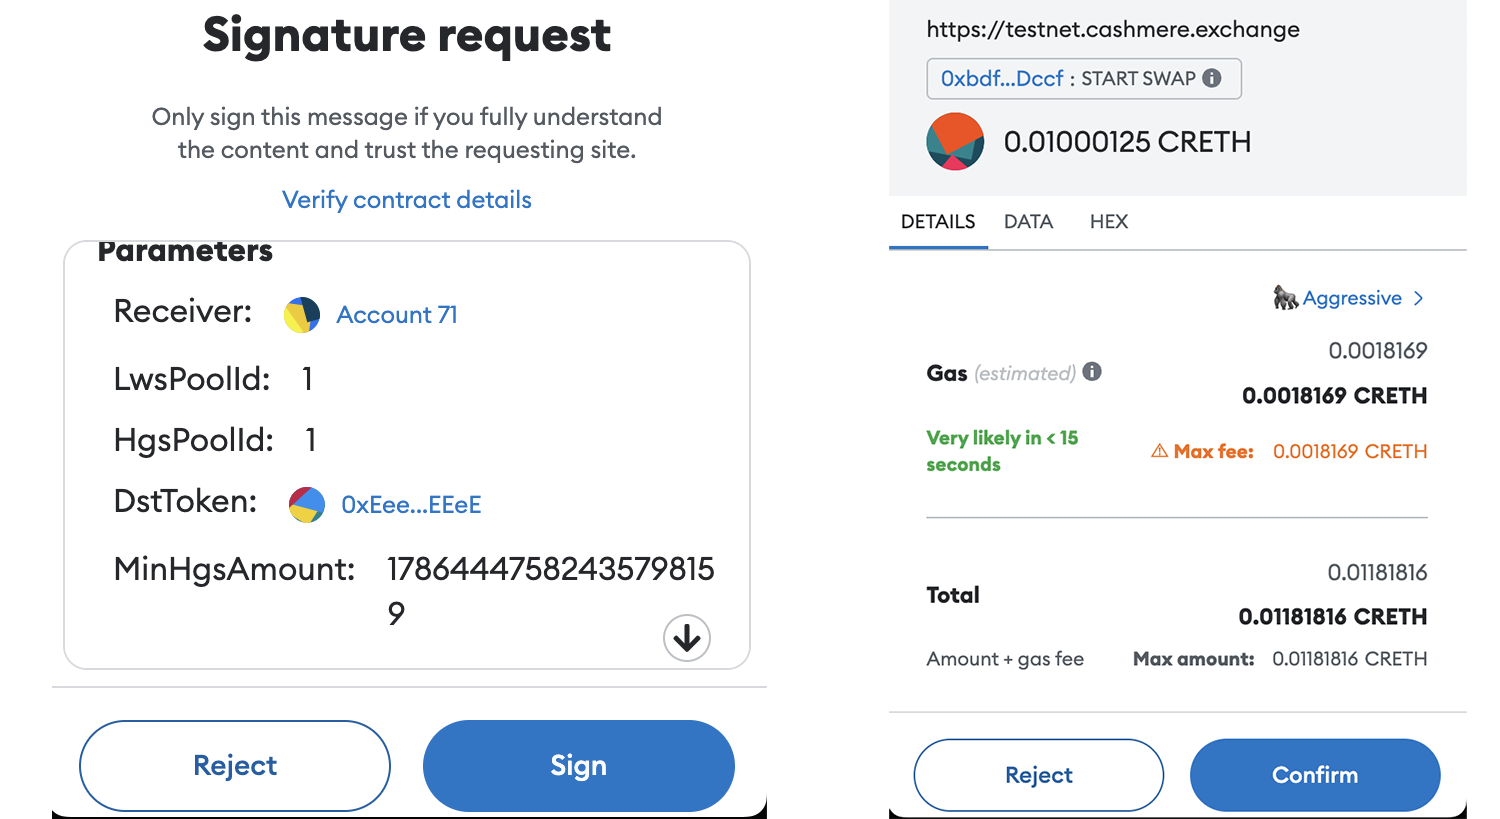 Signature request
Only sign this message if you fully understand
the content and trust the requesting site.
Verify contract details
Parameters
Receiver: Account 71
LwsPoolId: 1
HgsPoolId: 1
DstToken: 0xEee...EEeE
MinHgsAmount: 1786444758243579815
9
Reject Sign
https://testnet.cashmere.exchange
0xbdf...Dccf : START SWAP
0.01000125 CRETH
DETAILS DATA HEX
Aggressive >
0.0018169
Gas (estimated)
0.0018169 CRETH
Very likely in < 15
seconds
Max fee: 0.0018169 CRETH
0.01181816
Total
0.01181816 CRETH
Amount + gas fee Max amount: 0.01181816 CRETH
Reject Confirm